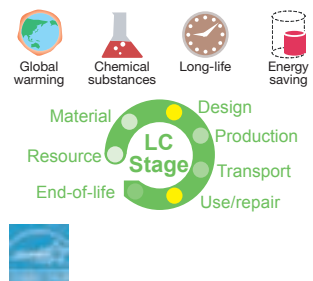 Global
warming
Chemical
substances
Long-life
Energy
saving
Material
Design
Production
Resource
LC
Stage
Transport
End-of-life
Use/repair